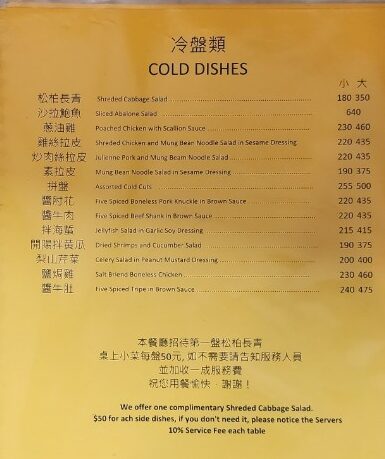 冷盤類
COLD DISHES
小 大
松柏長青 Shredded Cabbage Salad 180 350
沙拉鮑魚 Sliced Abalone Salad 640
蔥油雞 Poached Chicken with Scallion Sauce 230 460
雞絲拉皮 Shredded Chicken and Mung Bean Noodle Salad in Sesame Dressing 220 435
炒肉絲拉皮 Julienne Pork and Mung Beam Noodle Salad 220 435
素拉皮 Mung Bean Noodle Salad in Sesame Dressing 190 375
拼盤 Assorted Cold Cuts 255 500
醬肘花 Five Spiced Boneless Pork Knuckle in Brown Sauce 220 435
醬牛肉 Five Spiced Beef Shank in Brown Sauce 220 435
拌海蜇 Jellyfish Salad in Garlic Soy Dressing 215 415
開陽拌黃瓜 Dried Shrimps and Cucumber Salad 190 375
梨山芹菜 Celery Salad in Peanut Mustard Dressing 200 400
鹽焗雞 Salt Briend Boneless Chicken 230 460
醬牛肚 Five Spiced Tripe in Brown Sauce 240 475
本餐廳招待第一盤松柏長青
桌上小菜每盤50元, 如不需要請告知服務人員
並加收一成服務費
祝您用餐愉快，謝謝！
We offer one complimentary Shredded Cabbage Salad.
$50 for ach side dishes, if you don't need it, please notice the Servers
10% Service Fee each table